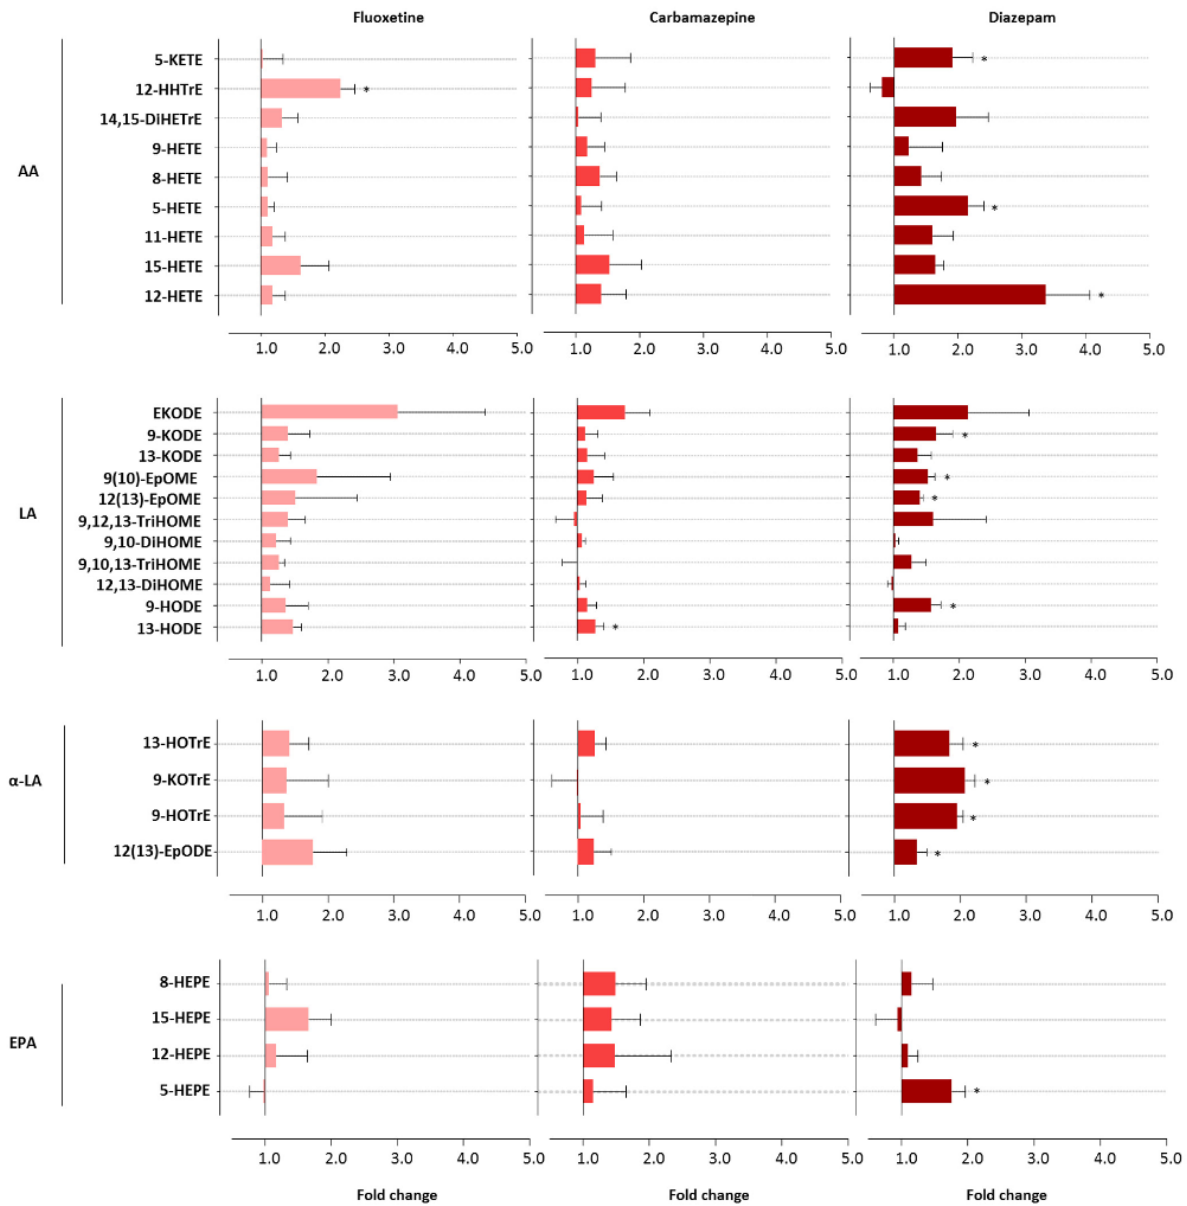 Fluoxetine Carbamazepine Diazepam
5-KETE *
12-HHTrE *
14,15-DiHETrE
9-HETE
AA
8-HETE
5-HETE *
11-HETE
15-HETE
12-HETE *
1.0 2.0 3.0 4.0 5.0 1.0 2.0 3.0 4.0 5.0 1.0 2.0 3.0 4.0 5.0
EKODE
9-KODE *
13-KODE
9(10)-EpOME *
12(13)-EpOME *
LA
9,12,13-TriHOME
9,10-DiHOME
9,10,13-TriHOME
12,13-DiHOME
9-HODE *
13-HODE *
1.0 2.0 3.0 4.0 5.0 1.0 2.0 3.0 4.0 5.0 1.0 2.0 3.0 4.0 5.0
13-HOTrE *
α-LA
9-KOTrE *
9-HOTrE *
12(13)-EpODE *
1.0 2.0 3.0 4.0 5.0 1.0 2.0 3.0 4.0 5.0 1.0 2.0 3.0 4.0 5.0
8-HEPE
15-HEPE
EPA
12-HEPE
5-HEPE *
1.0 2.0 3.0 4.0 5.0 1.0 2.0 3.0 4.0 5.0 1.0 2.0 3.0 4.0 5.0
Fold change Fold change Fold change